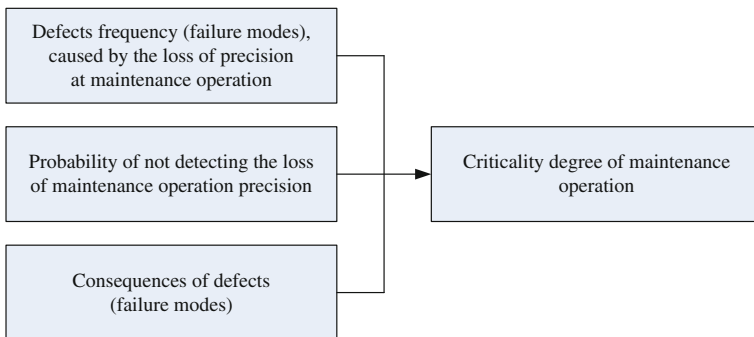 Defects frequency (failure modes),
caused by the loss of precision
at maintenance operation
Probability of not detecting the loss
of maintenance operation precision
Consequences of defects
(failure modes)
Criticality degree of maintenance
operation